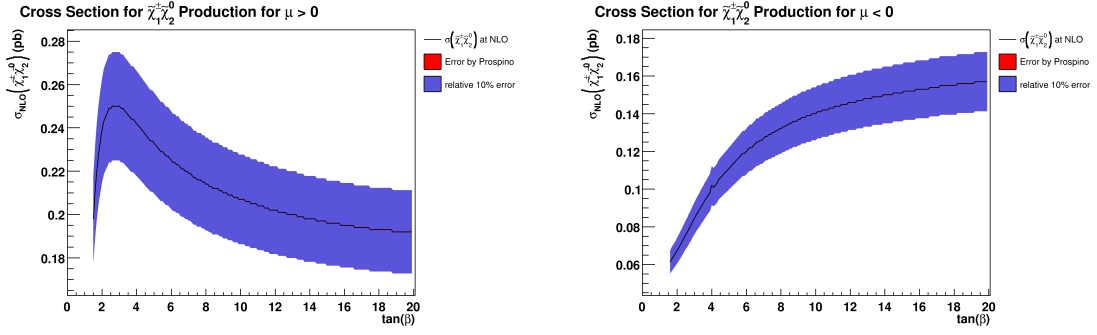 Cross Section for χ̃₁±χ̃₂⁰ Production for μ > 0
σNLO(χ̃₁±χ̃₂⁰) (pb)
0.28
0.26
0.24
0.22
0.2
0.18
0 2 4 6 8 10 12 14 16 18 20
tan(β)
σ(χ̃₁±χ̃₂⁰) at NLO
Error by Prospino
relative 10% error
Cross Section for χ̃₁±χ̃₂⁰ Production for μ < 0
σNLO(χ̃₁±χ̃₂⁰) (pb)
0.18
0.16
0.14
0.12
0.1
0.08
0.06
0 2 4 6 8 10 12 14 16 18 20
tan(β)
σ(χ̃₁±χ̃₂⁰) at NLO
Error by Prospino
relative 10% error